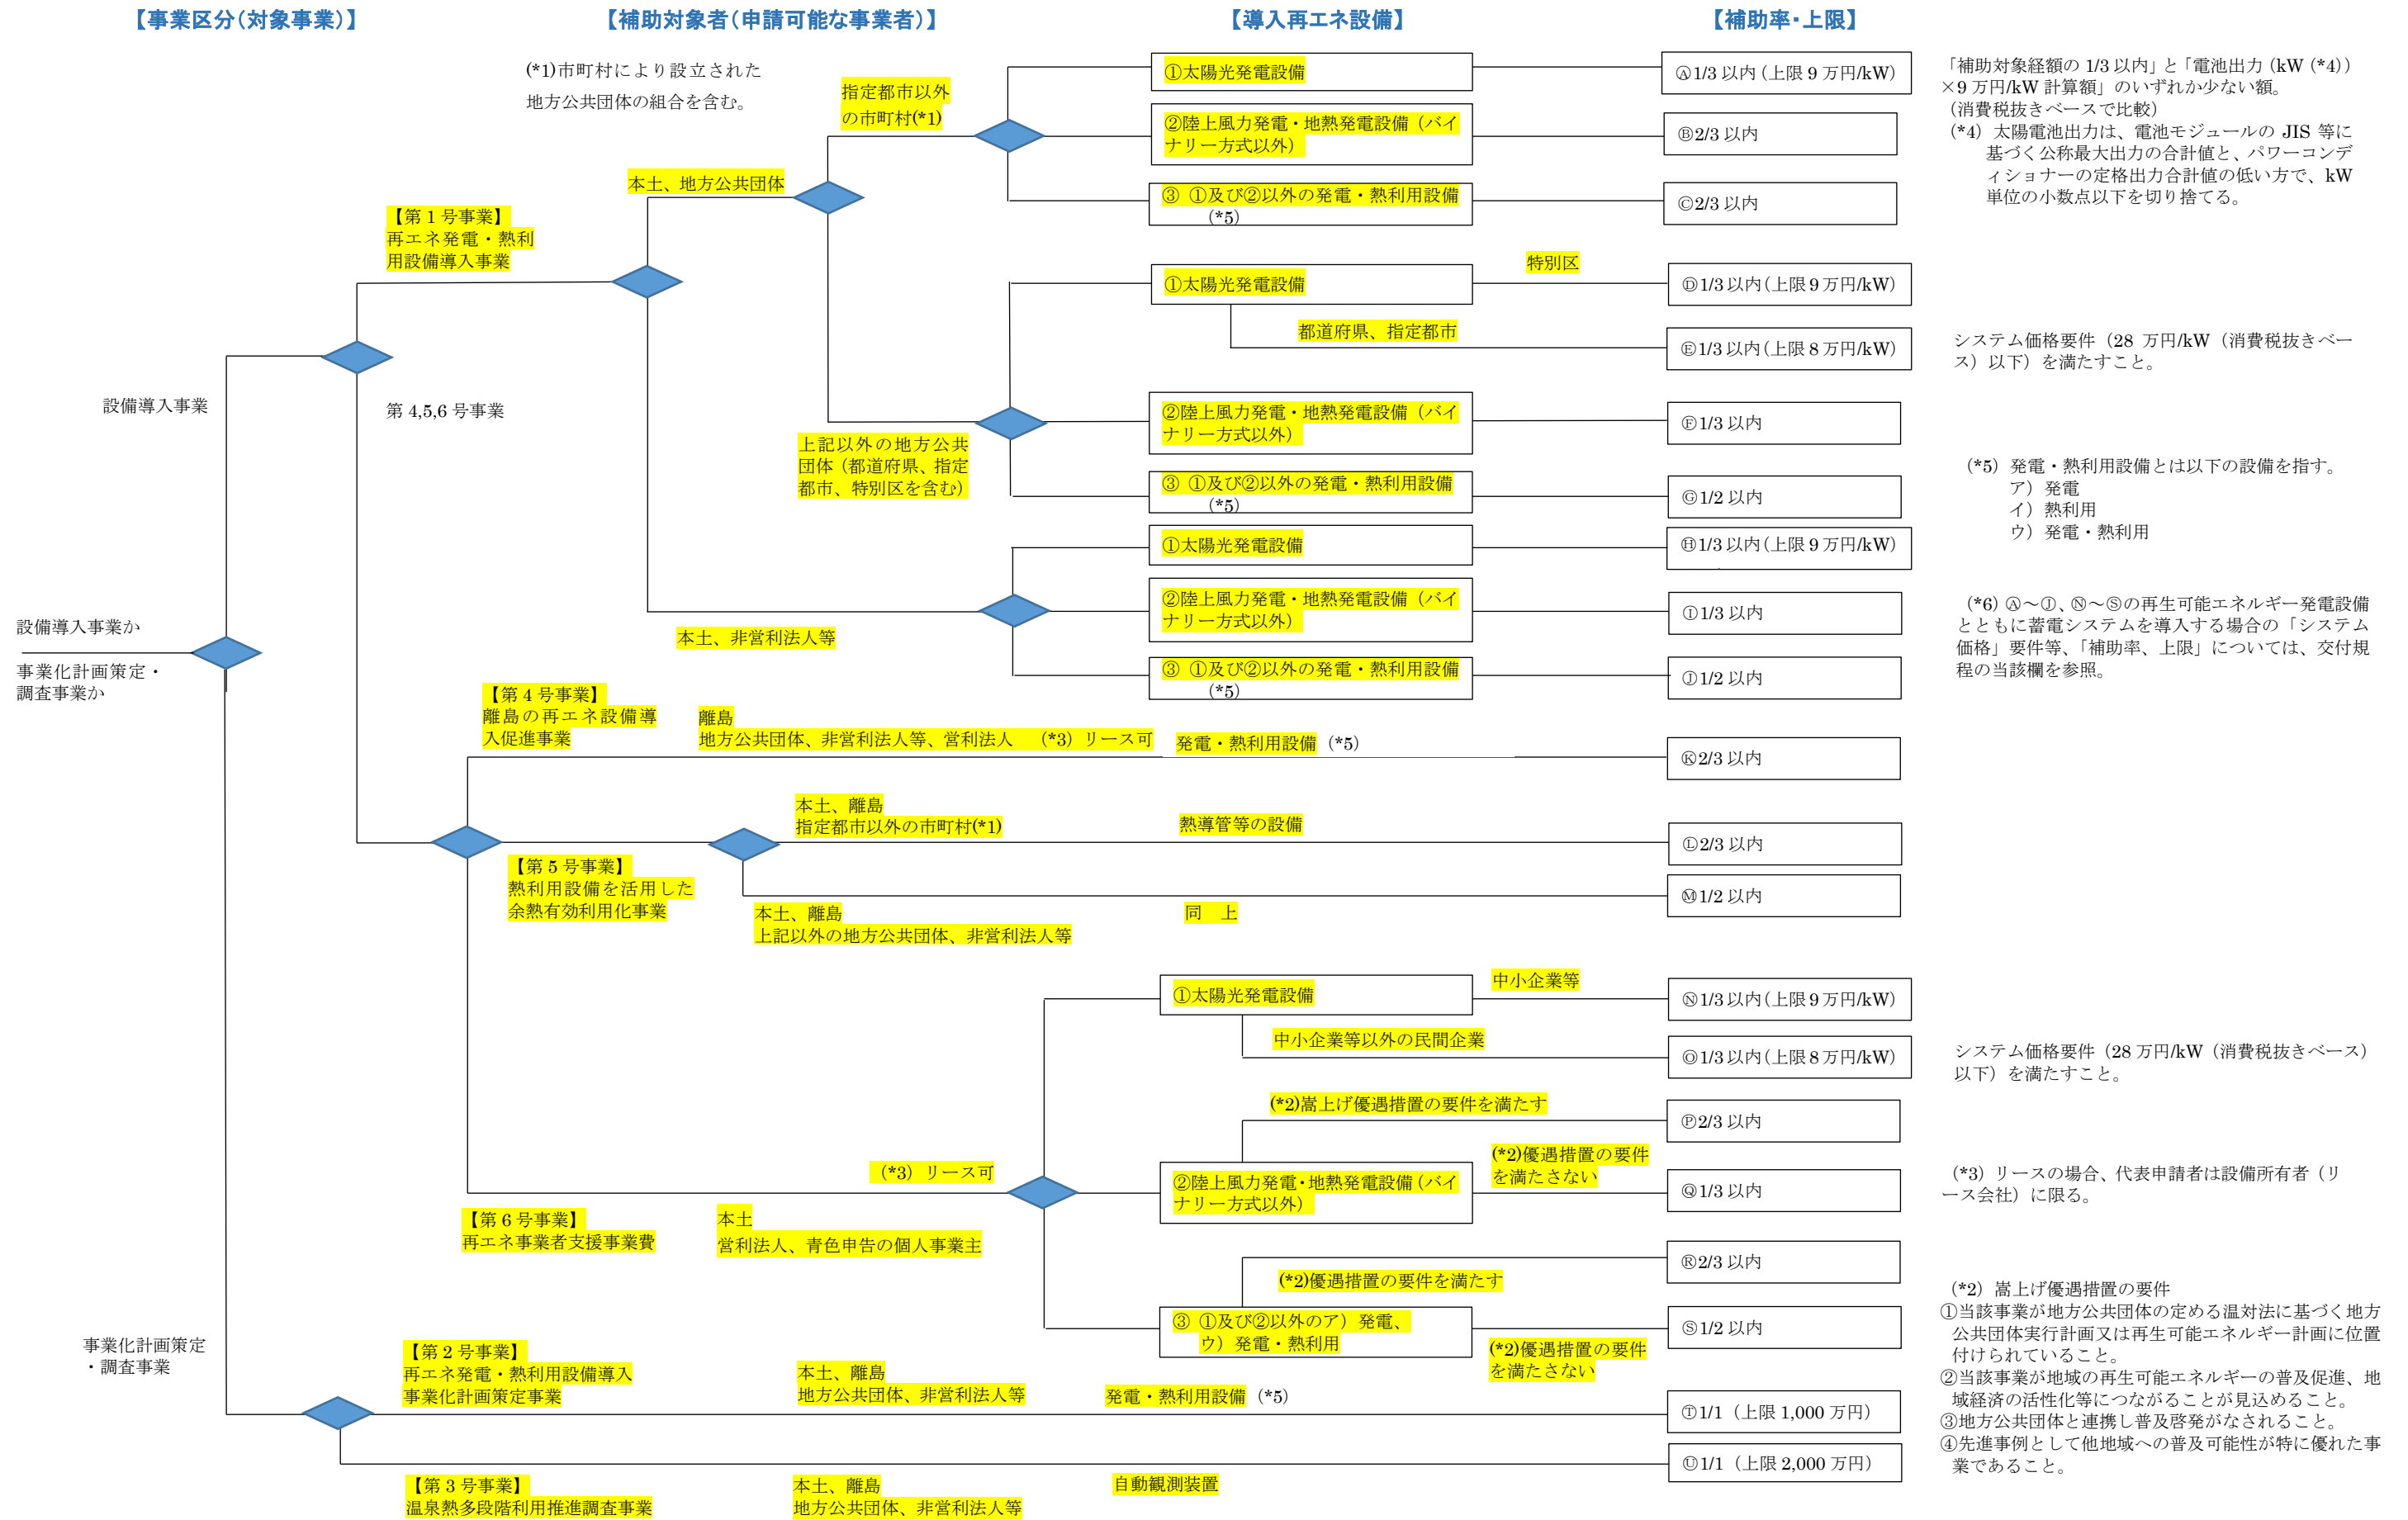 【事業区分（対象事業）】
【補助対象者（申請可能な事業者）】
【導入再エネ設備】
【補助率・上限】
(*1)市町村により設立された
地方公共団体の組合を含む。
指定都市以外
の市町村(*1)
①太陽光発電設備
Ⓐ1/3 以内（上限 9 万円/kW）
②陸上風力発電・地熱発電設備（バイ
ナリー方式以外）
Ⓑ2/3 以内
③ ①及び②以外の発電・熱利用設備
（*5）
Ⓒ2/3 以内
「補助対象経額の 1/3 以内」と「電池出力（kW（*4））
×9 万円/kW 計算額」のいずれか少ない額。
（消費税抜きベースで比較）
（*4）太陽電池出力は、電池モジュールの JIS 等に
基づく公称最大出力の合計値と、パワーコンデ
ィショナーの定格出力合計値の低い方で、kW
単位の小数点以下を切り捨てる。
本土、地方公共団体
【第 1 号事業】
再エネ発電・熱利
用設備導入事業
①太陽光発電設備
特別区
Ⓓ1/3 以内（上限 9 万円/kW）
都道府県、指定都市
Ⓔ1/3 以内（上限 8 万円/kW）
システム価格要件（28 万円/kW（消費税抜きベー
ス）以下）を満たすこと。
設備導入事業
第 4,5,6 号事業
上記以外の地方公共
団体（都道府県、指定
都市、特別区を含む）
②陸上風力発電・地熱発電設備（バイ
ナリー方式以外）
Ⓕ1/3 以内
③ ①及び②以外の発電・熱利用設備
（*5）
Ⓖ1/2 以内
（*5）発電・熱利用設備とは以下の設備を指す。
ア）発電
イ）熱利用
ウ）発電・熱利用
①太陽光発電設備
Ⓗ1/3 以内（上限 9 万円/kW）
②陸上風力発電・地熱発電設備（バイ
ナリー方式以外）
Ⓘ1/3 以内
本土、非営利法人等
③ ①及び②以外の発電・熱利用設備
（*5）
Ⓙ1/2 以内
（*6）Ⓐ～Ⓙ、Ⓝ～Ⓢの再生可能エネルギー発電設備
とともに蓄電システムを導入する場合の「システム
価格」要件等、「補助率、上限」については、交付規
程の当該欄を参照。
設備導入事業か
事業化計画策定・
調査事業か
【第 4 号事業】
離島の再エネ設備導
入促進事業
離島
地方公共団体、非営利法人等、営利法人　（*3）リース可
発電・熱利用設備（*5）
Ⓚ2/3 以内
本土、離島
指定都市以外の市町村(*1)
熱導管等の設備
Ⓛ2/3 以内
【第 5 号事業】
熱利用設備を活用した
余熱有効利用化事業
本土、離島
上記以外の地方公共団体、非営利法人等
同　上
Ⓜ1/2 以内
①太陽光発電設備
中小企業等
Ⓝ1/3 以内（上限 9 万円/kW）
中小企業等以外の民間企業
Ⓞ1/3 以内（上限 8 万円/kW）
システム価格要件（28 万円/kW（消費税抜きベース）
以下）を満たすこと。
(*2)嵩上げ優遇措置の要件を満たす
Ⓟ2/3 以内
（*3）リース可
②陸上風力発電・地熱発電設備（バイ
ナリー方式以外）
(*2)優遇措置の要件
を満たさない
Ⓠ1/3 以内
（*3）リースの場合、代表申請者は設備所有者（リ
ース会社）に限る。
【第 6 号事業】
再エネ事業者支援事業費
本土
営利法人、青色申告の個人事業主
(*2)優遇措置の要件を満たす
Ⓡ2/3 以内
③ ①及び②以外のア）発電、
ウ）発電・熱利用
(*2)優遇措置の要件
を満たさない
Ⓢ1/2 以内
（*2）嵩上げ優遇措置の要件
①当該事業が地方公共団体の定める温対法に基づく地方
公共団体実行計画又は再生可能エネルギー計画に位置
付けられていること。
②当該事業が地域の再生可能エネルギーの普及促進、地
域経済の活性化等につながることが見込めること。
③地方公共団体と連携し普及啓発がなされること。
④先進事例として他地域への普及可能性が特に優れた事
業であること。
事業化計画策定
・調査事業
【第 2 号事業】
再エネ発電・熱利用設備導入
事業化計画策定事業
本土、離島
地方公共団体、非営利法人等
発電・熱利用設備（*5）
Ⓣ1/1（上限 1,000 万円）
【第 3 号事業】
温泉熱多段階利用推進調査事業
本土、離島
地方公共団体、非営利法人等
自動観測装置
Ⓤ1/1（上限 2,000 万円）